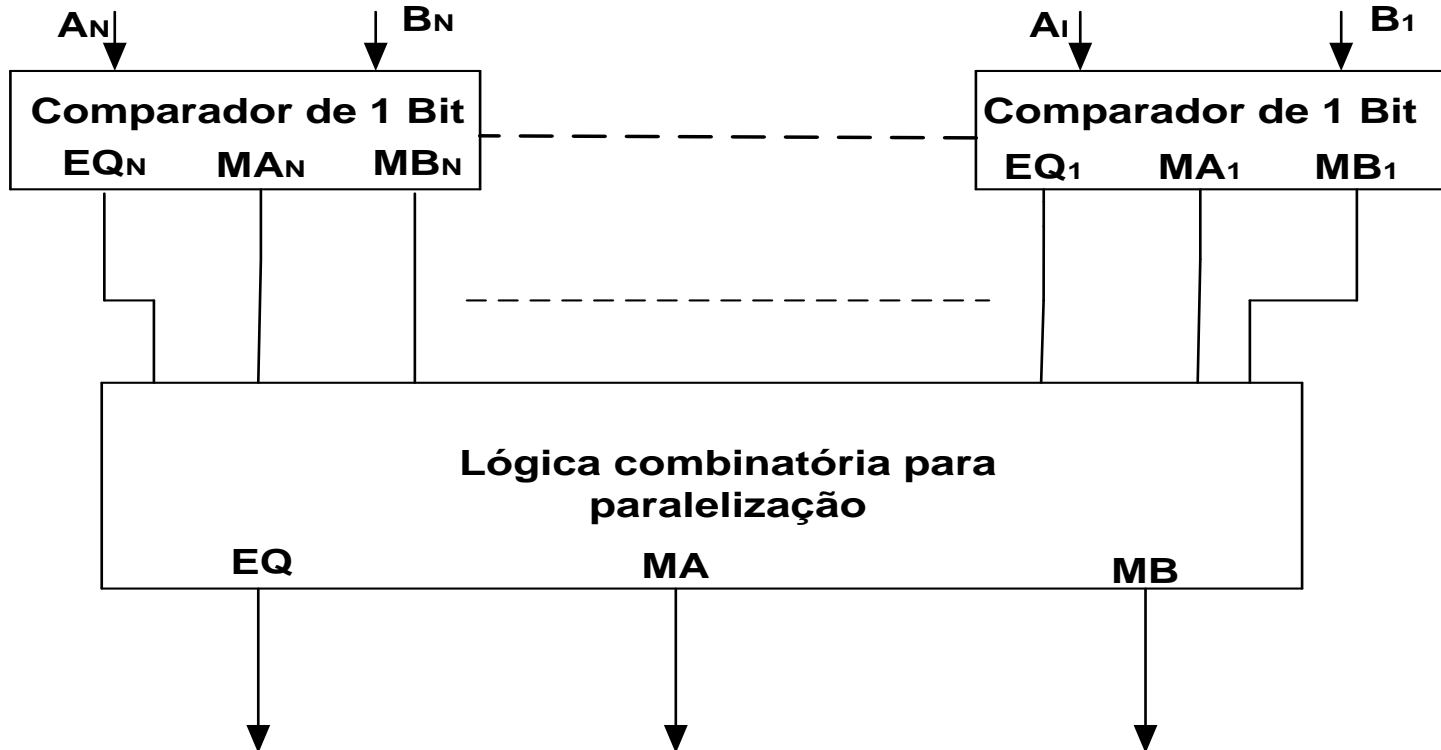 AN BN AI B1
Comparador de 1 Bit Comparador de 1 Bit
EQN MAN MBN EQ1 MA1 MB1
Lógica combinatória para
paralelização
EQ MA MB